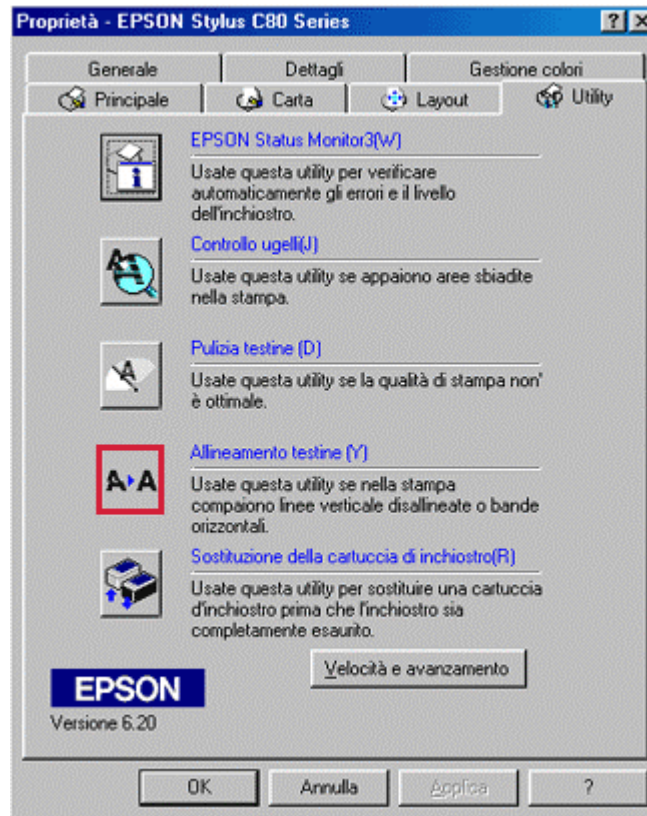 Proprietà - EPSON Stylus C80 Series
Generale
Dettagli
Gestione colori
Principale
Carta
Layout
Utility
EPSON Status Monitor3(W)
Usate questa utility per verificare
automaticamente gli errori e il livello
dell'inchiostro.
Controllo ugelli(J)
Usate questa utility se appaiono aree sbiadite
nella stampa.
Pulizia testine (D)
Usate questa utility se la qualità di stampa non'
è ottimale.
A A
Allineamento testine (Y)
Usate questa utility se nella stampa
compaiono linee verticale disallineate o bande
orizzontali.
Sostituzione della cartuccia di inchiostro(R)
Usate questa utility per sostituire una cartuccia
d'inchiostro prima che l'inchiostro sia
completamente esaurito.
Velocità e avanzamento
EPSON
Versione 6.20
OK
Annulla
Applica
?